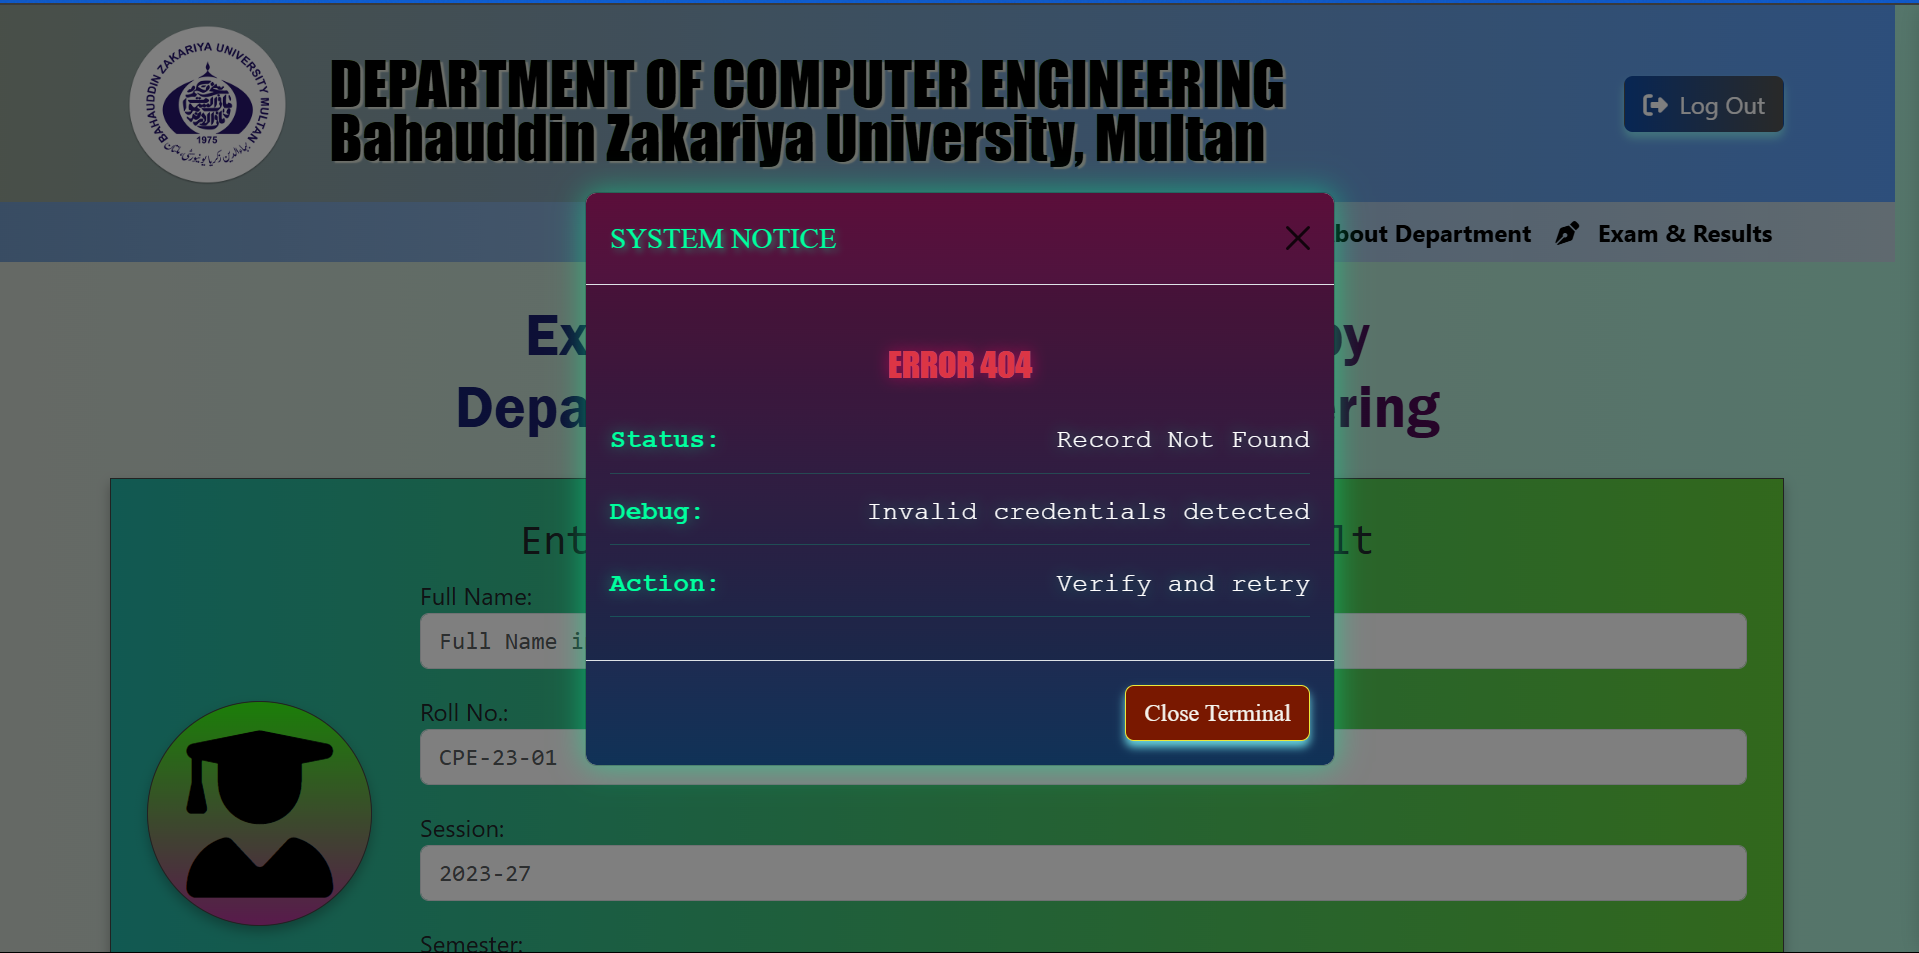 BAHAUDDIN ZAKARIYA UNIVERSITY MULTAN
1975
DEPARTMENT OF COMPUTER ENGINEERING
Bahauddin Zakariya University, Multan
Log Out
bout Department
Exam & Results
SYSTEM NOTICE
Ex
by
Depa
ring
ERROR 404
Status: Record Not Found
Debug: Invalid credentials detected
Action: Verify and retry
Close Terminal
Ent
lt
Full Name:
Full Name i
Roll No.:
CPE-23-01
Session:
2023-27
Semester: